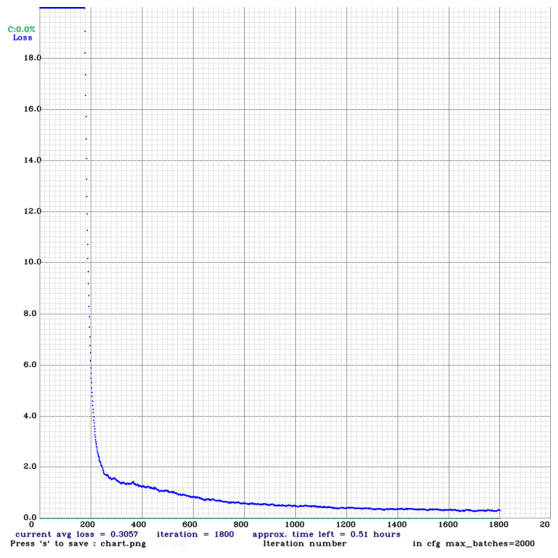 C:0.0%
Loss
18.0
16.0
14.0
12.0
10.0
8.0
6.0
4.0
2.0
0.0
0 200 400 600 800 1000 1200 1400 1600 1800
current avg loss = 0.3057 iteration = 1800 approx. time left = 0.51 hours
Press 's' to save : chart.png Iteration number in cfg max_batches=2000